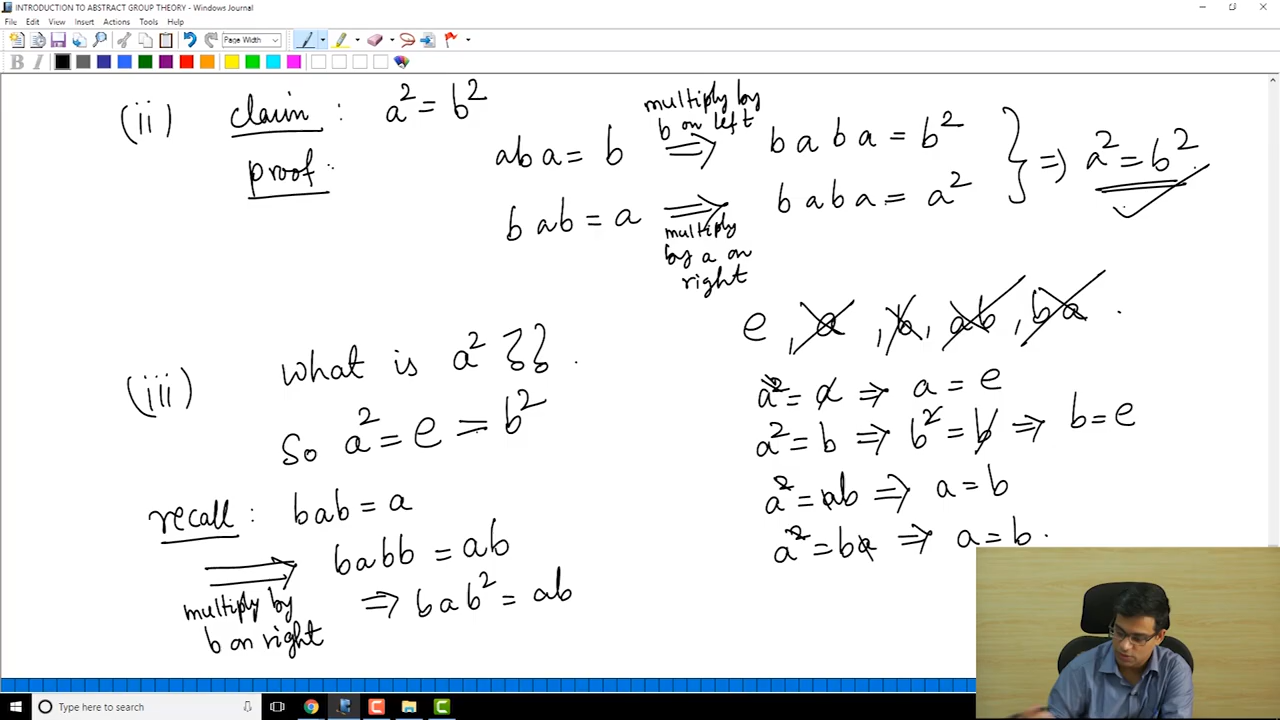 INTRODUCTION TO ABSTRACT GROUP THEORY - Windows Journal
File Edit View Insert Actions Tools Help
Page Width
B I
(ii) claim : a² = b²
proof :
aba = b
multiply by
b on left
⇒ baba = b²
bab = a
⇒
multiply
by a on
right
baba = a²
} ⇒ a² = b²
e , a , b , ab , ba .
(iii) What is a² ?? .
So a² = e = b²
a² = a ⇒ a = e
a² = b ⇒ b² = b ⇒ b = e
a² = ab ⇒ a = b
a² = ba ⇒ a = b .
recall : bab = a
⇒ babb = ab
multiply by
b on right
⇒ bab² = ab
Type here to search